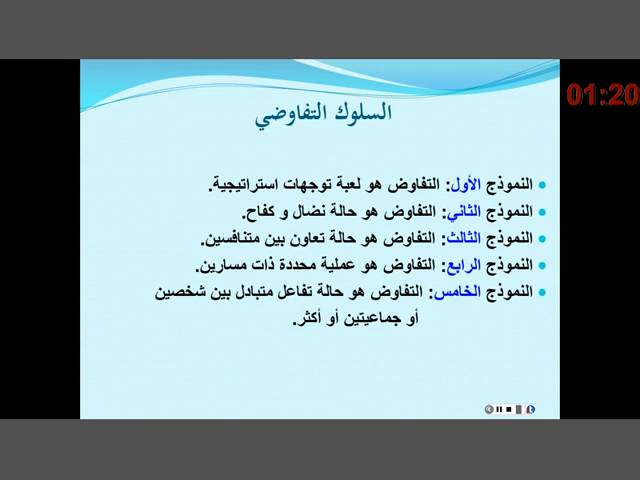 01:20
السلوك التفاوضي
النموذج الأول: التفاوض هو لعبة توجهات استراتيجية.
النموذج الثاني: التفاوض هو حالة نضال و كفاح.
النموذج الثالث: التفاوض هو حالة تعاون بين متنافسين.
النموذج الرابع: التفاوض هو عملية محددة ذات مسارين.
النموذج الخامس: التفاوض هو حالة تفاعل متبادل بين شخصين
أو جماعيتين أو أكثر.